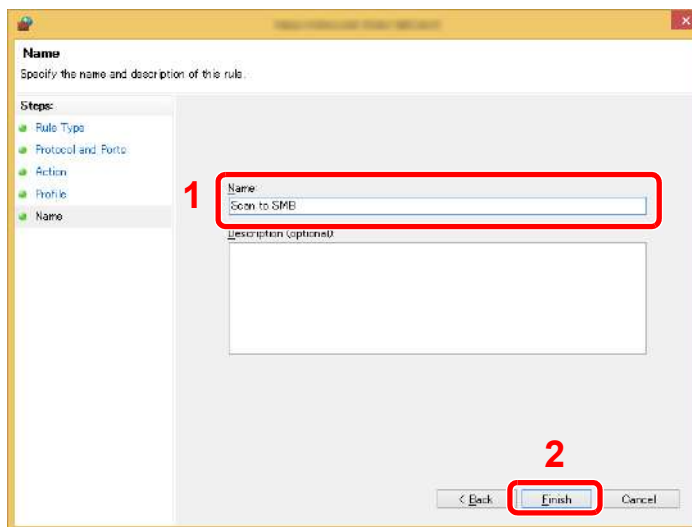 Name
Specify the name and description of this rule.
Steps:
Rule Type
Protocol and Ports
Action
Profile
Name
1
Name:
Scan to SMB
Description (optional):
2
< Back
Finish
Cancel